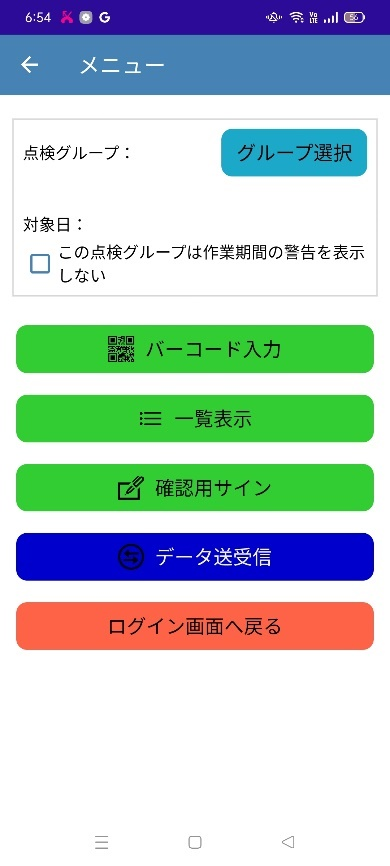 6:54
Vo
LTE
56
メニュー
点検グループ：
グループ選択
対象日：
この点検グループは作業期間の警告を表示
しない
バーコード入力
一覧表示
確認用サイン
データ送受信
ログイン画面へ戻る